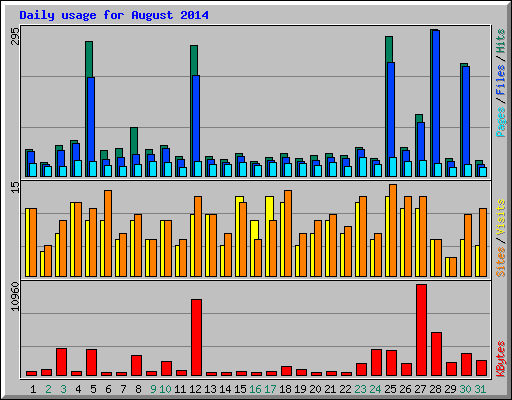 Daily usage for August 2014
295
Pages / Files / Hits
15
Sites / Visits
10960
KBytes
1 2 3 4 5 6 7 8 9 10 11 12 13 14 15 16 17 18 19 20 21 22 23 24 25 26 27 28 29 30 31